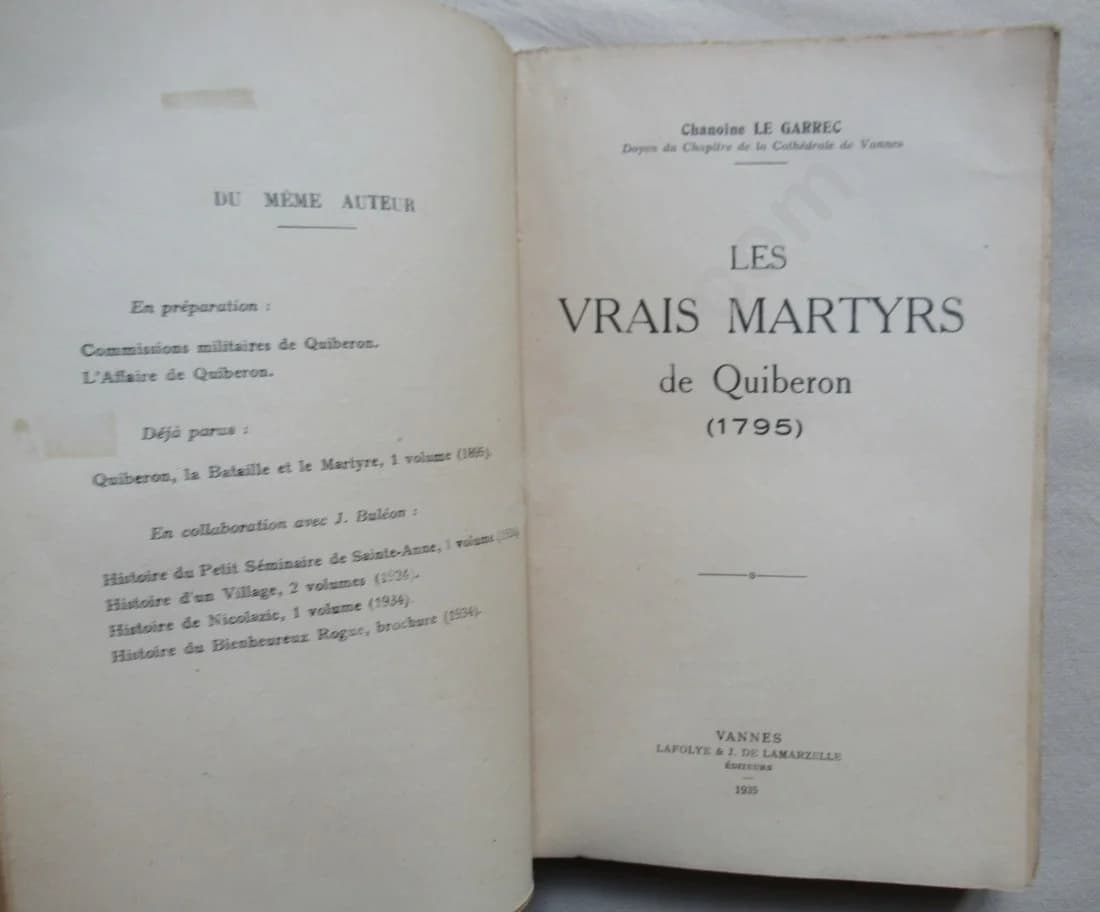 DU MÊME AUTEUR
En préparation :
Commissions militaires de Quiberon.
L'Affaire de Quiberon.
Déjà parus :
Quiberon, la Bataille et le Martyre, 1 volume (1895).
En collaboration avec J. Buléon :
Histoire du Petit Séminaire de Sainte-Anne, 1 volume
Histoire d'un Village, 2 volumes
Histoire de Nicolazic, 1 volume (1934).
Histoire du Bienheureux Rogue, brochure (1934).
Chanoine LE GARREC
Doyen du Chapitre de la Cathédrale de Vannes
LES
VRAIS MARTYRS
de Quiberon
(1795)
VANNES
LAFOLYE & J. DE LAMARZELLE
ÉDITEURS
1935